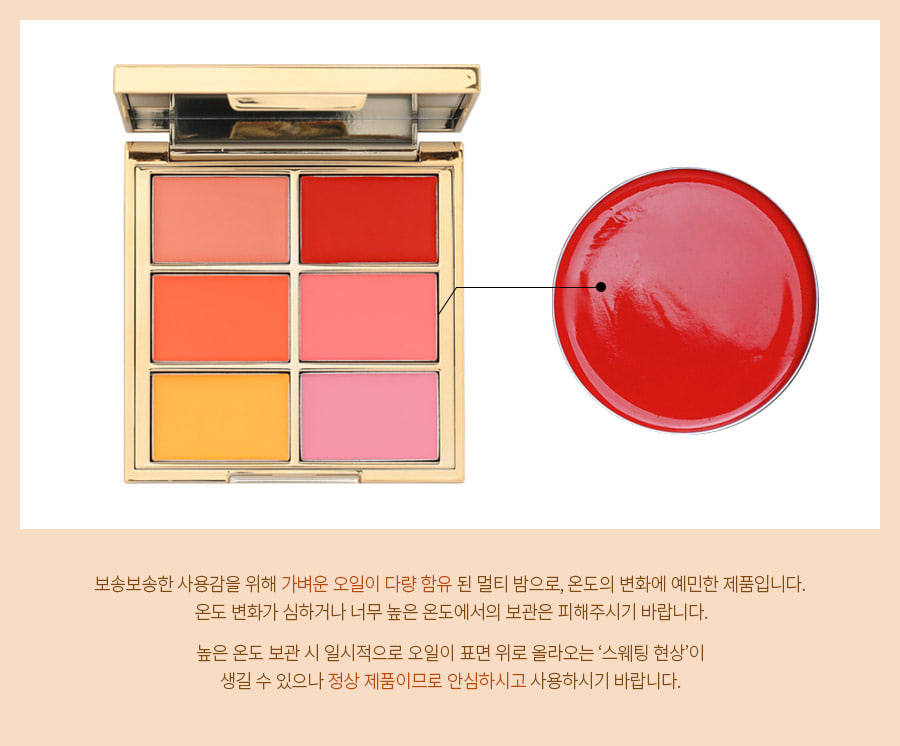 보송보송한 사용감을 위해 가벼운 오일이 다량 함유 된 멀티 밤으로, 온도의 변화에 예민한 제품입니다.
온도 변화가 심하거나 너무 높은 온도에서의 보관은 피해주시기 바랍니다.
높은 온도 보관 시 일시적으로 오일이 표면 위로 올라오는 ‘스웨팅 현상’이
생길 수 있으나 정상 제품이므로 안심하시고 사용하시기 바랍니다.